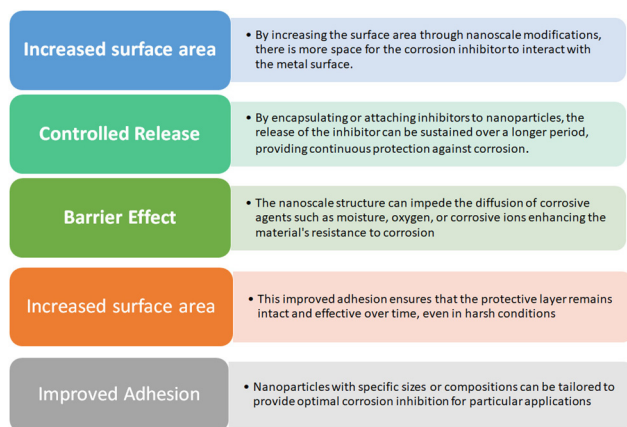 Increased surface area
• By increasing the surface area through nanoscale modifications,
there is more space for the corrosion inhibitor to interact with
the metal surface.
Controlled Release
• By encapsulating or attaching inhibitors to nanoparticles, the
release of the inhibitor can be sustained over a longer period,
providing continuous protection against corrosion.
Barrier Effect
• The nanoscale structure can impede the diffusion of corrosive
agents such as moisture, oxygen, or corrosive ions enhancing the
material's resistance to corrosion
Increased surface area
• This improved adhesion ensures that the protective layer remains
intact and effective over time, even in harsh conditions
Improved Adhesion
• Nanoparticles with specific sizes or compositions can be tailored to
provide optimal corrosion inhibition for particular applications